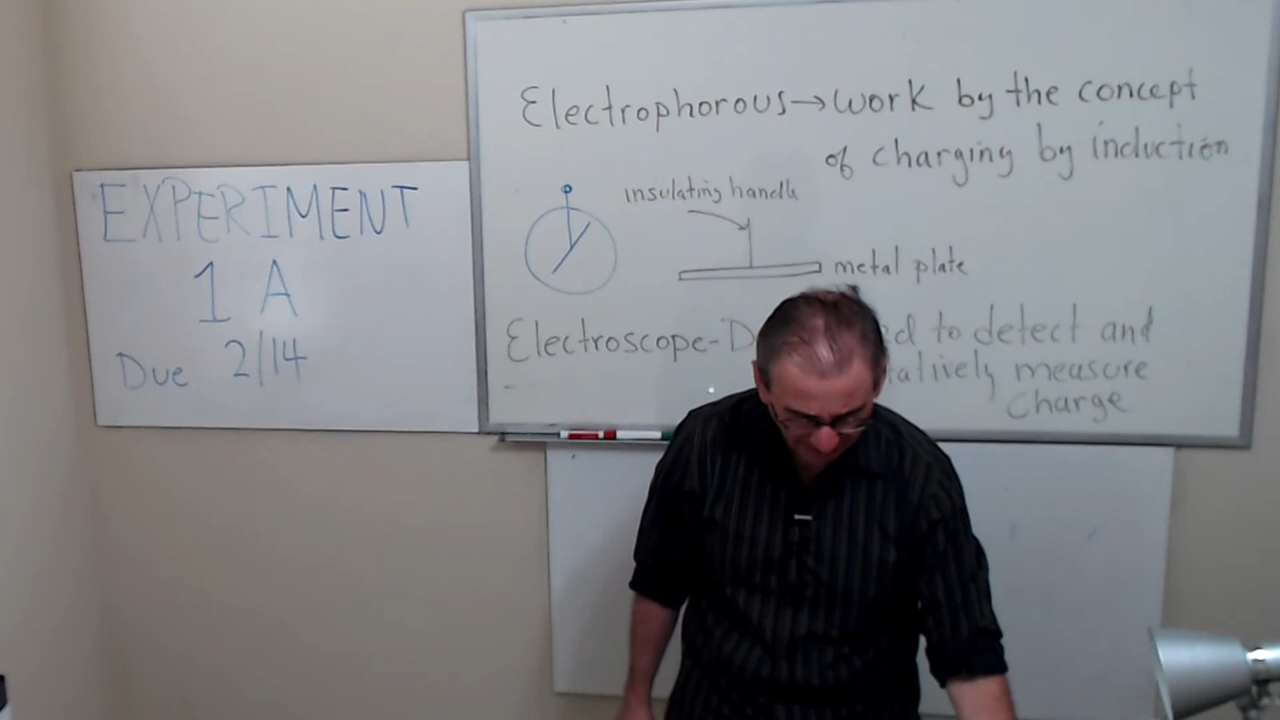 EXPERIMENT
1 A
Due 2/14
Electrophorous→work by the concept
of charging by induction
insulating handle
metal plate
Electroscope-D d to detect and
atively measure
Charge